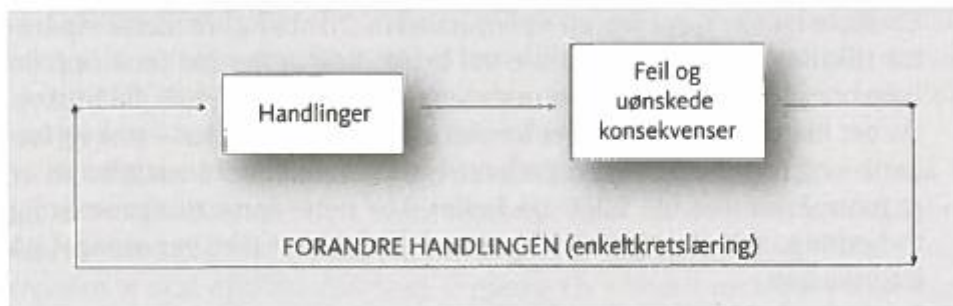 Handlinger
Feil og
uønskede
konsekvenser
FORANDRE HANDLINGEN (enkeltkretslæring)